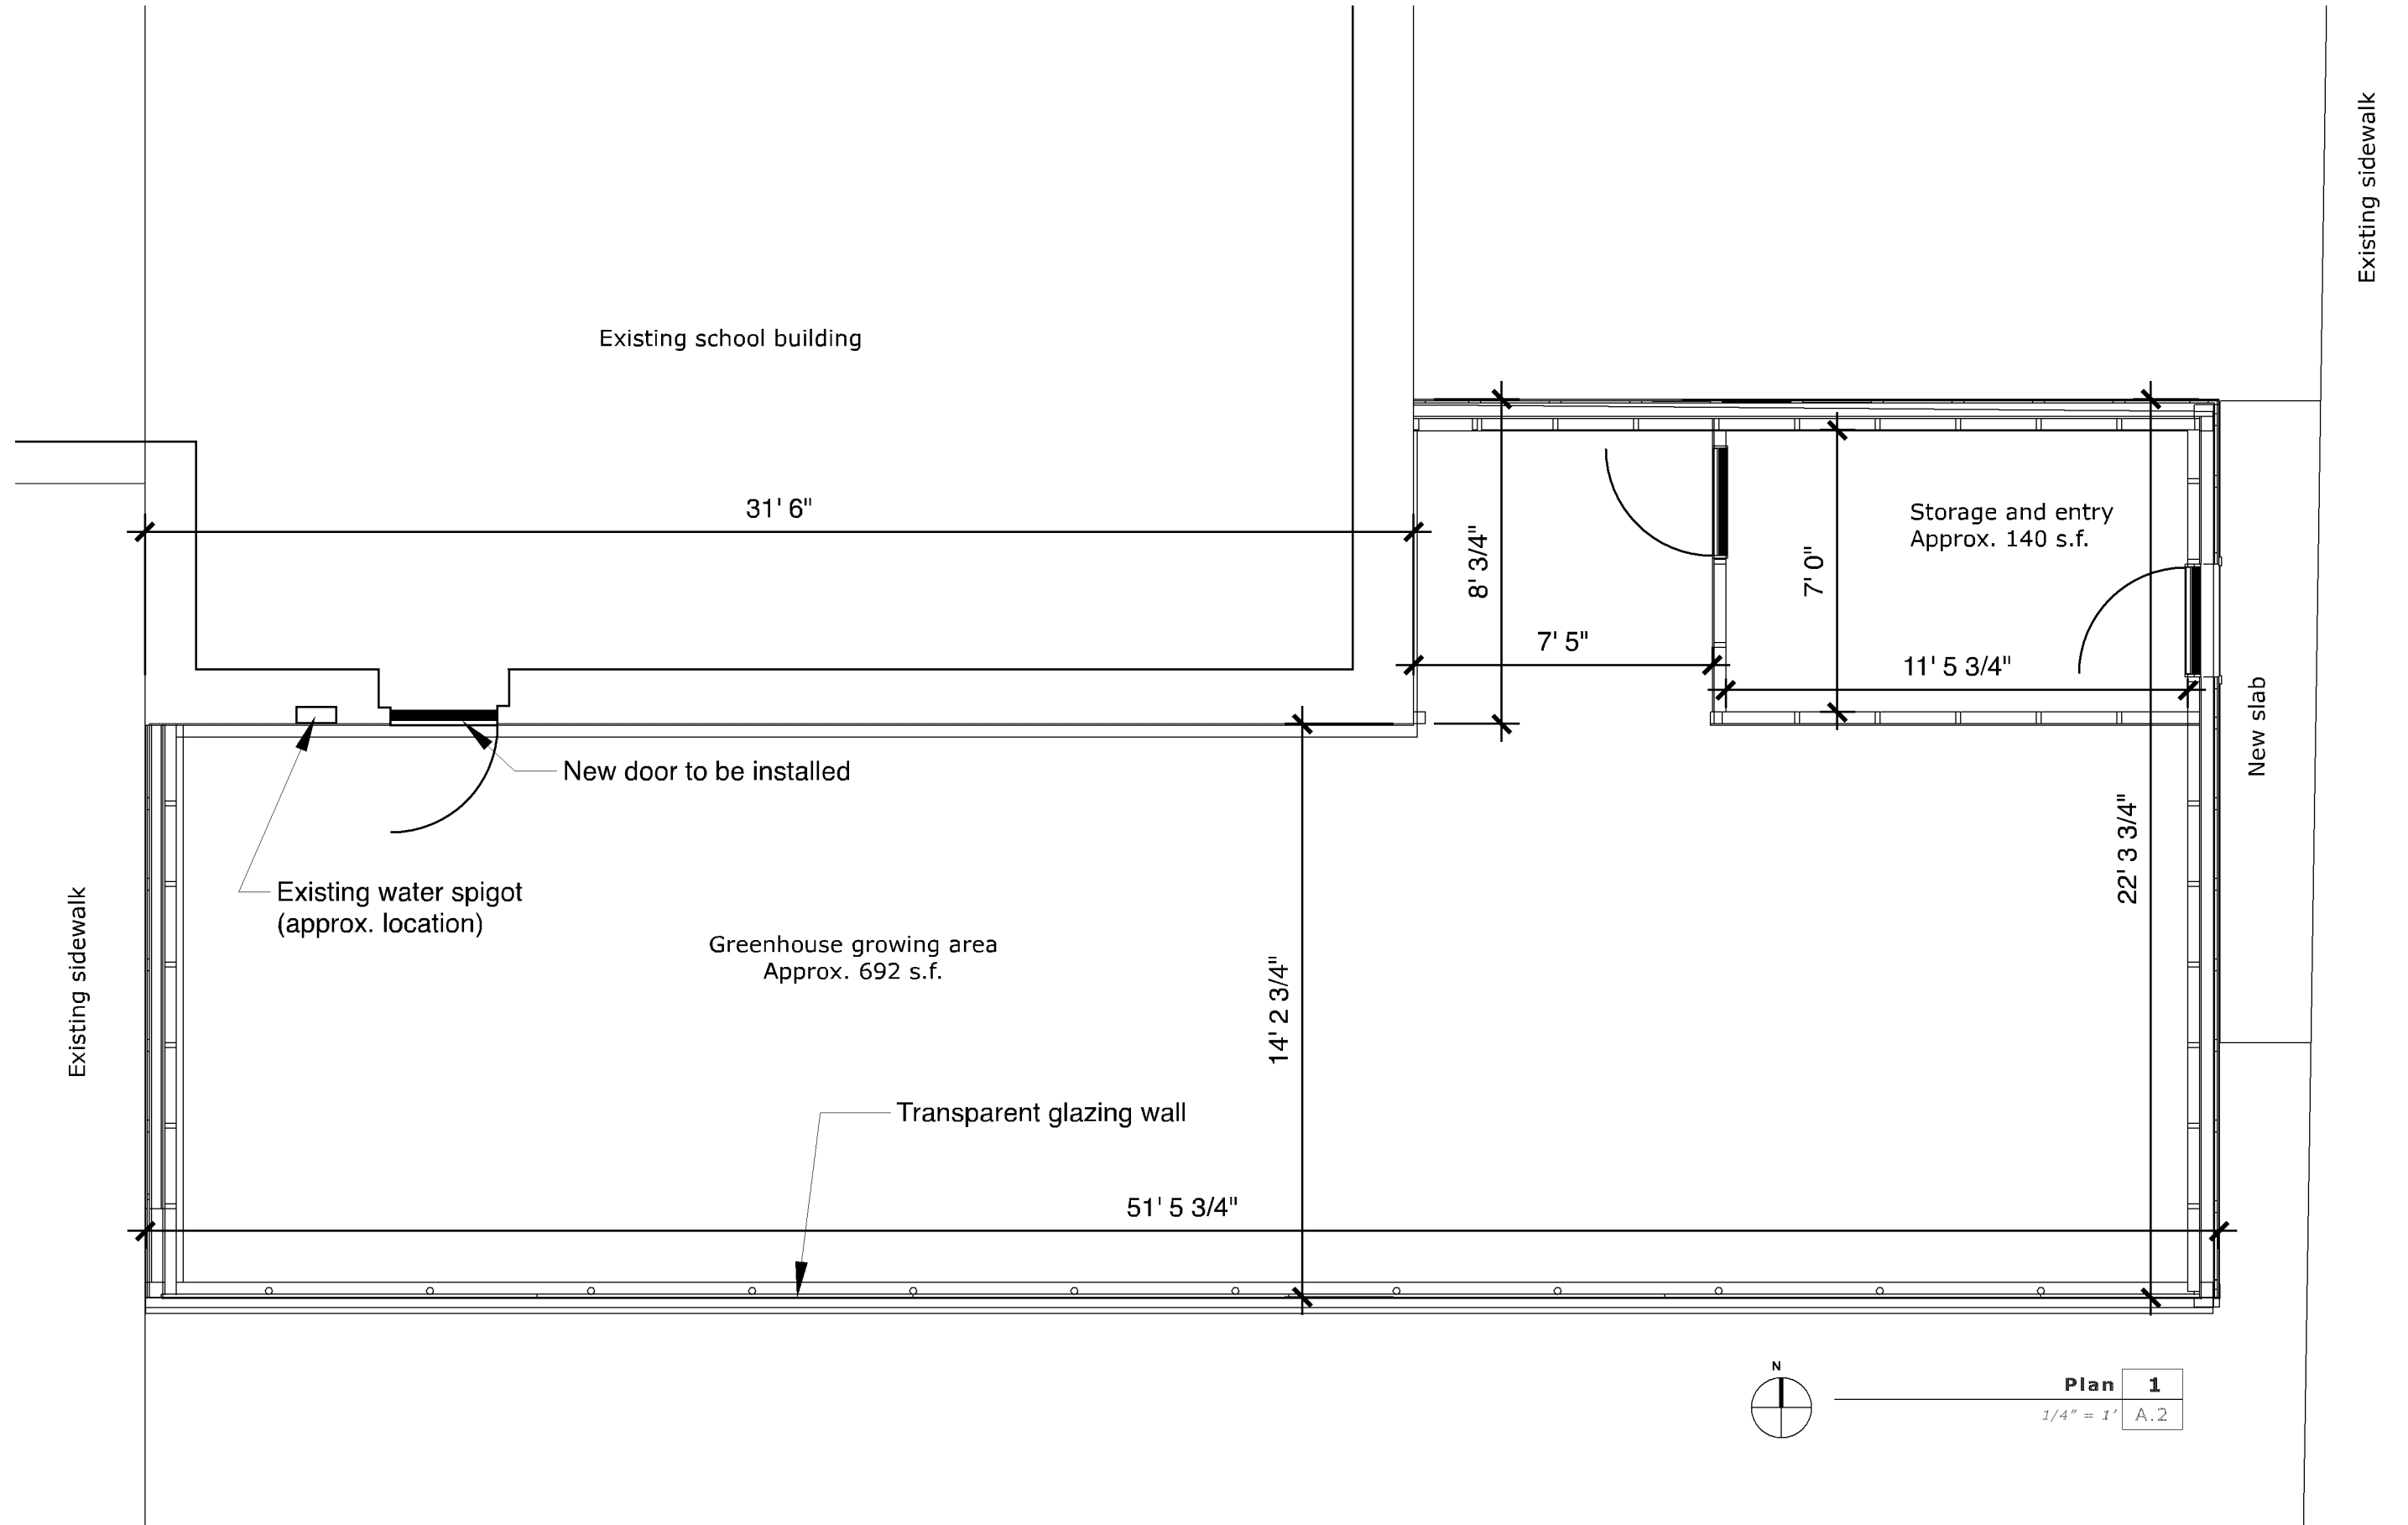 Existing sidewalk
Existing school building
31' 6"
8' 3/4"
7' 0"
Storage and entry
Approx. 140 s.f.
7' 5"
11' 5 3/4"
New slab
New door to be installed
22' 3 3/4"
Existing water spigot
(approx. location)
Existing sidewalk
Greenhouse growing area
Approx. 692 s.f.
14' 2 3/4"
Transparent glazing wall
51' 5 3/4"
N
Plan 1
1/4" = 1' A.2